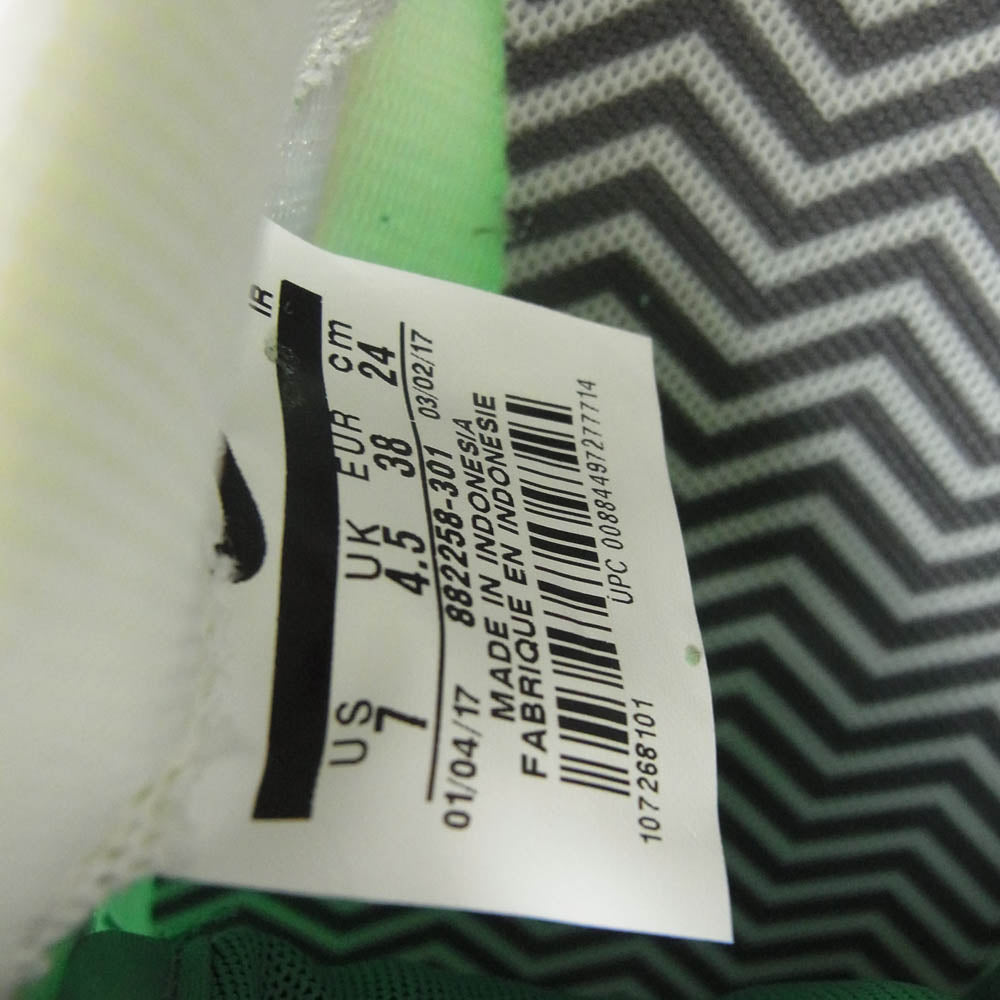 IR
US UK EUR cm
7 4.5 38 24
01/04/17 882258-301 03/02/17
MADE IN INDONESIA
FABRIQUE EN INDONESIE
UPC 00884497277714
107268101